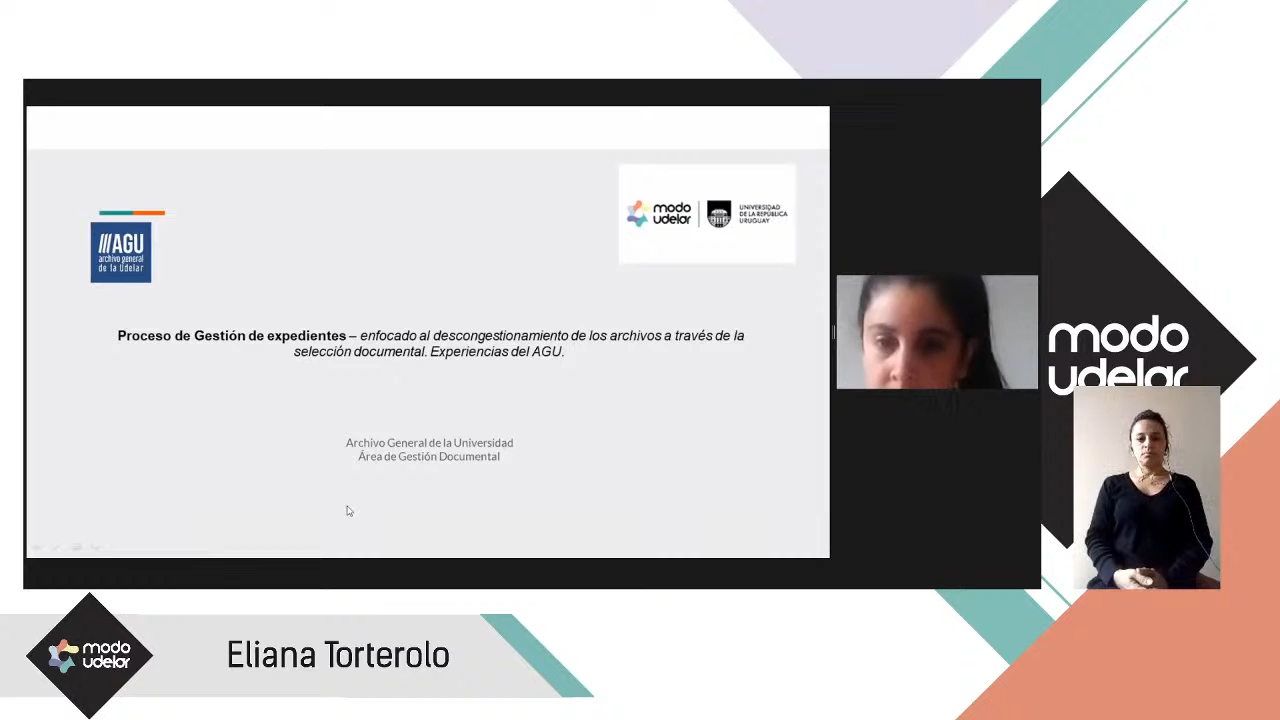 modo
udelar
UNIVERSIDAD
DE LA REPÚBLICA
URUGUAY
///AGU
archivo general
de la Udelar
Proceso de Gestión de expedientes – enfocado al descongestionamiento de los archivos a través de la
selección documental. Experiencias del AGU.
Archivo General de la Universidad
Área de Gestión Documental
modo
udelar
modo
udelar
Eliana Torterolo